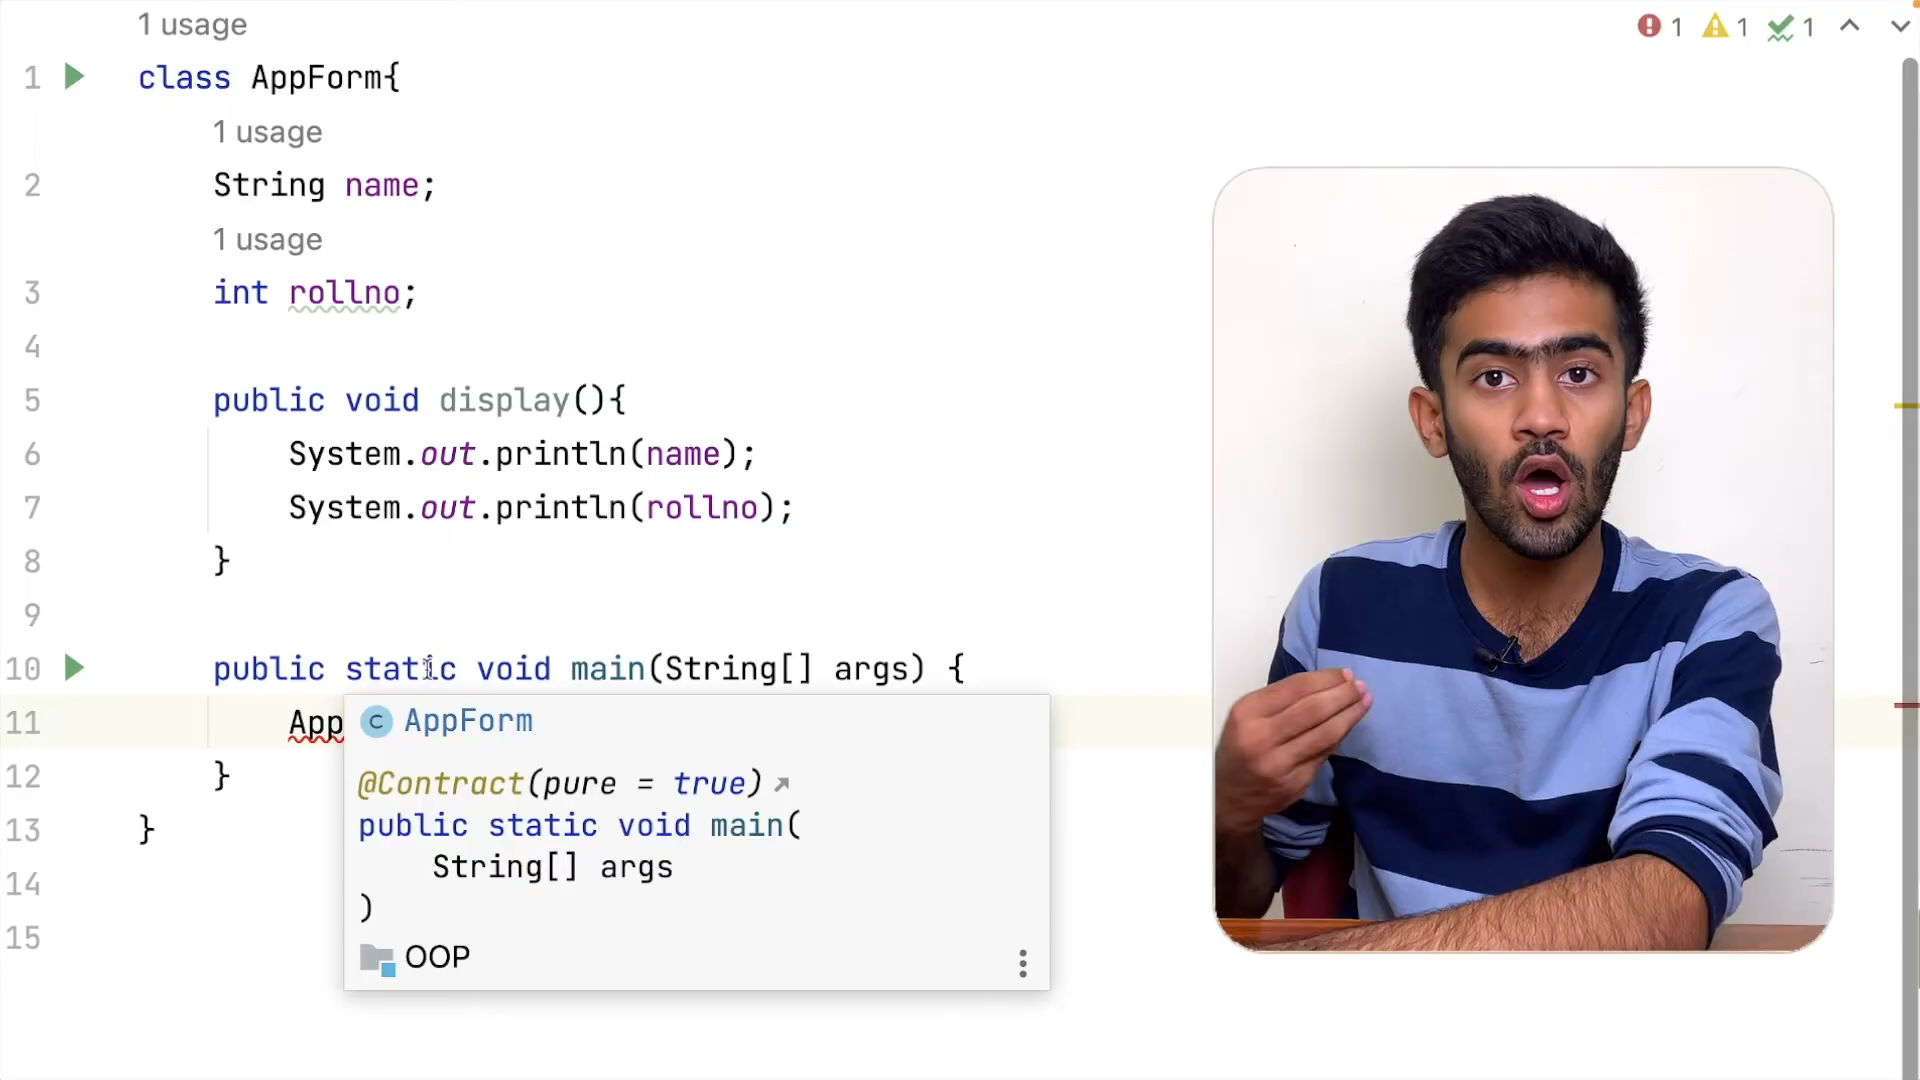 1 usage
1 1 1
1 class AppForm{
1 usage
2 String name;
1 usage
3 int rollno;
4
5 public void display(){
6 System.out.println(name);
7 System.out.println(rollno);
8 }
9
10 public static void main(String[] args) {
11 App
12 }
13 }
14
15
C AppForm
@Contract(pure = true)
public static void main(
String[] args
)
OOP